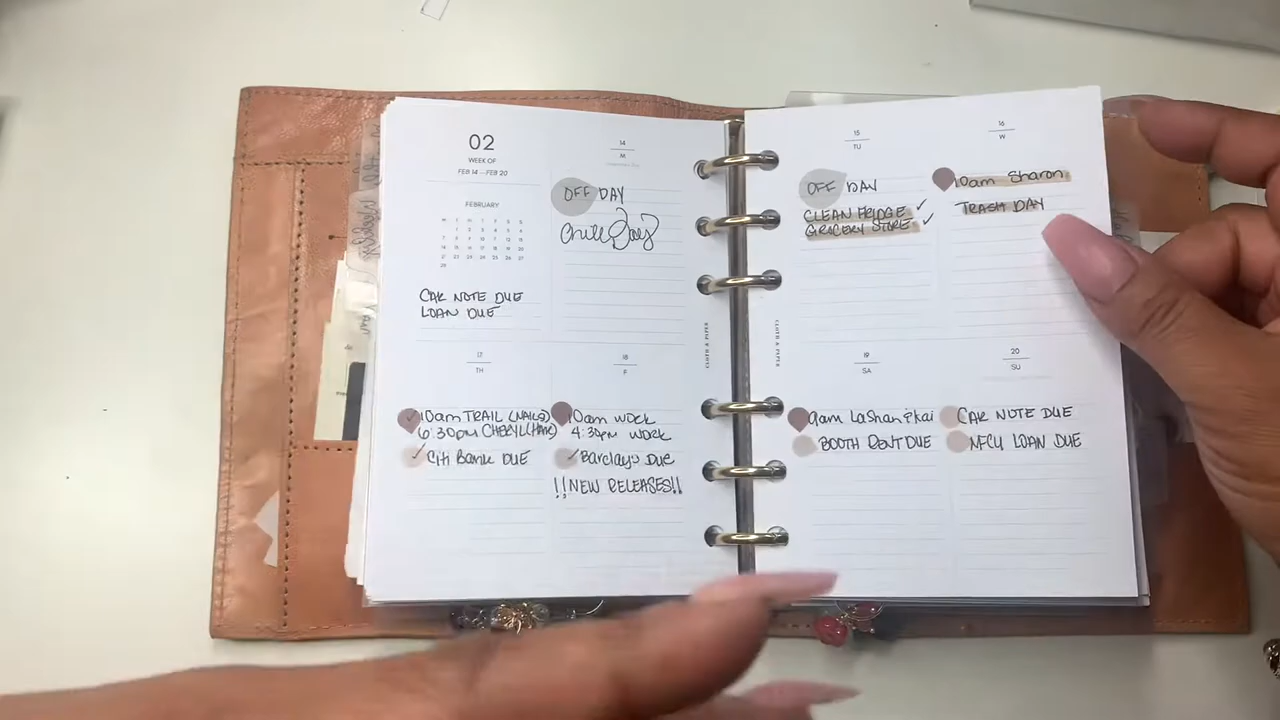 02
WEEK OF
FEB 14 — FEB 20
FEBRUARY
CAR NOTE DUE
LOAN DUE
14
M
OFF DAY
Chill Day
15
TU
OFF DAY
CLEAN FRIDGE ✓
GROCERY STORE ✓
16
W
10am Sharon
TRASH DAY
17
TH
10am TRAIL (NAILS)
6:30pm CHERYL (HAIR)
✓ Citi Bank DUE
18
F
10am WORK
4:30pm WORK
✓ Barclays DUE
!!NEW RELEASES!!
CLOTH & PAPER
CLOTH & PAPER
19
SA
9am LaShan & Kai
BOOTH RENT DUE
20
SU
CAR NOTE DUE
NFCU LOAN DUE